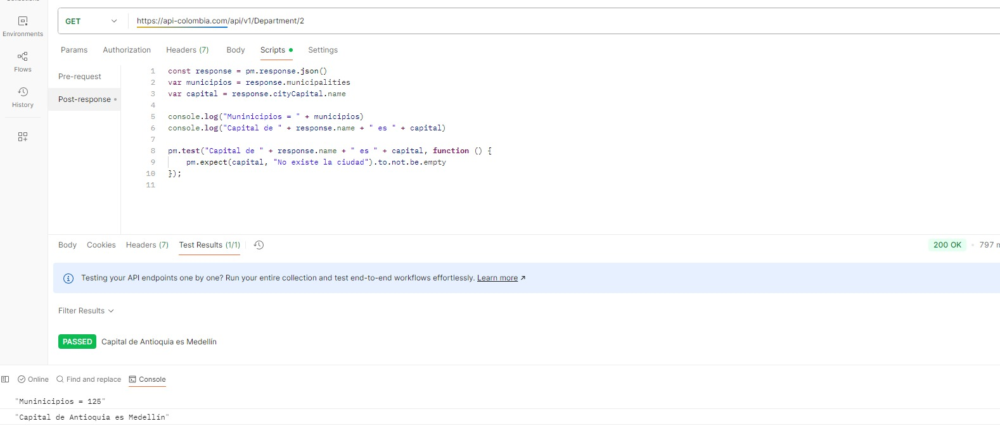 Environments
Flows
History
GET
https://api-colombia.com/api/v1/Department/2
Params Authorization Headers (7) Body Scripts Settings
Pre-request
Post-response
1 const response = pm.response.json()
2 var municipios = response.municipalities
3 var capital = response.cityCapital.name
4
5 console.log("Muninicipios = " + municipios)
6 console.log("Capital de " + response.name + " es " + capital)
7
8 pm.test("Capital de " + response.name + " es " + capital, function () {
9 pm.expect(capital, "No existe la ciudad").to.not.be.empty
10 });
11
Body Cookies Headers (7) Test Results (1/1)
200 OK 797
Testing your API endpoints one by one? Run your entire collection and test end-to-end workflows effortlessly. Learn more
Filter Results
PASSED Capital de Antioquia es Medellín
Online Find and replace Console
"Muninicipios = 125"
"Capital de Antioquia es Medellín"